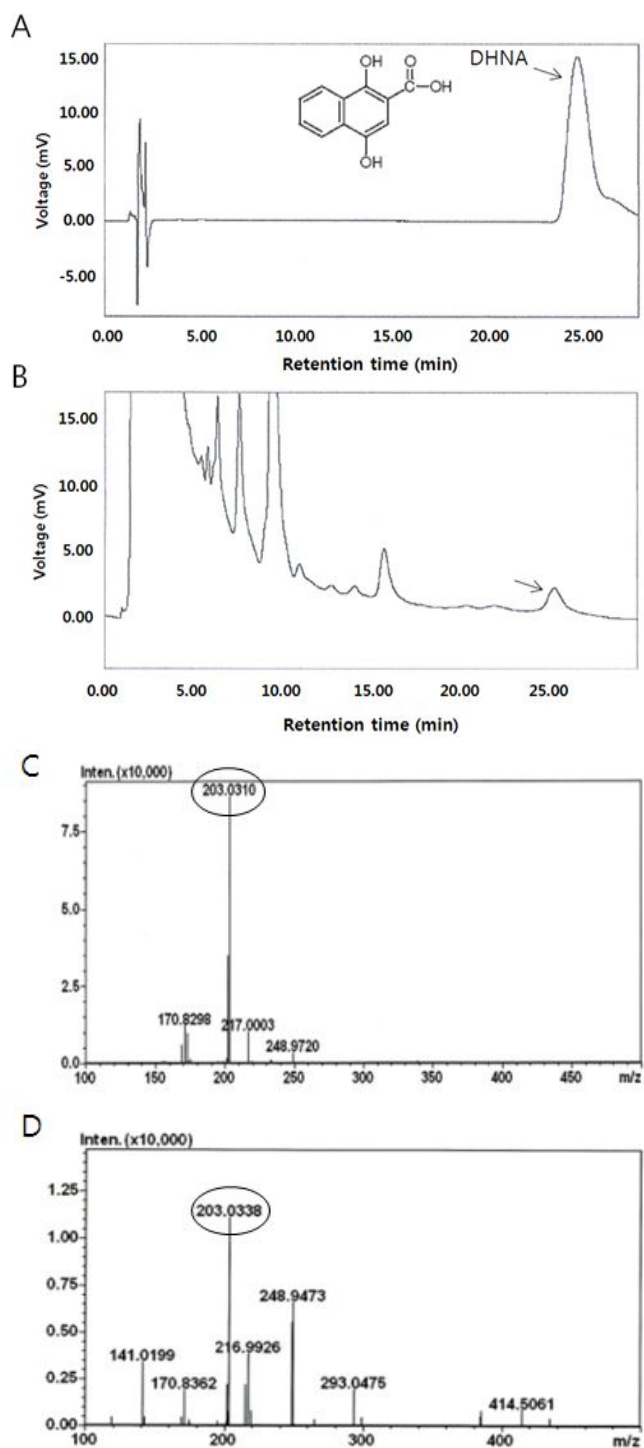 A
15.00
10.00
5.00
0.00
-5.00
Voltage (mV)
OH
O
C
OH
OH
DHNA
0.00 5.00 10.00 15.00 20.00 25.00
Retention time (min)
B
15.00
10.00
5.00
0.00
Voltage (mV)
0.00 5.00 10.00 15.00 20.00 25.00
Retention time (min)
C
Inten. (x10,000)
203.0310
7.5
5.0
2.5
0.0
170.8298
217.0003
248.9720
100 150 200 250 300 350 400 450 m/z
D
Inten. (x10,000)
1.25
1.00
0.75
0.50
0.25
0.00
203.0338
248.9473
216.9926
141.0199
170.8362
293.0475
414.5061
100 200 300 400 m/z